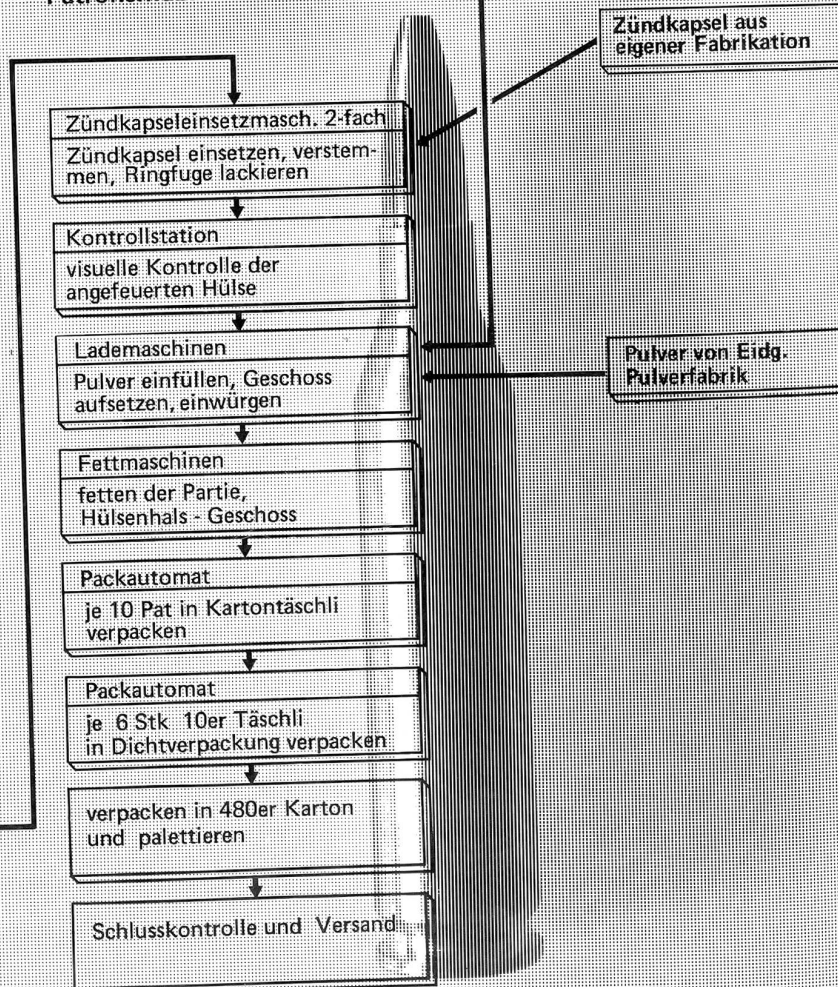 Zündkapsel aus
eigener Fabrikation
Zündkapseleinsetzmasch. 2-fach
Zündkapsel einsetzen, verstem-
men, Ringfuge lackieren
Kontrollstation
visuelle Kontrolle der
angefeuerten Hülse
Lademaschinen
Pulver einfüllen, Geschoss
aufsetzen, einwürgen
Pulver von Eidg.
Pulverfabrik
Fettmaschinen
fetten der Partie,
Hülsenhals - Geschoss
Packautomat
je 10 Pat in Kartontäschli
verpacken
Packautomat
je 6 Stk 10er Täschli
in Dichtverpackung verpacken
verpacken in 480er Karton
und palettieren
Schlusskontrolle und Versand